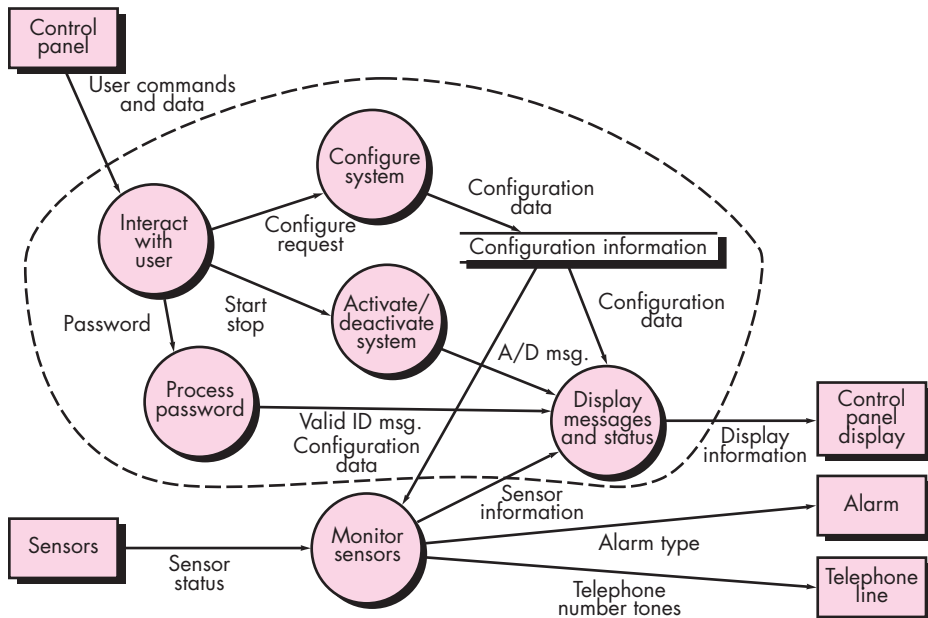 Control
panel
User commands
and data
Configure
system
Configuration
data
Interact
with
user
Configure
request
Configuration information
Password
Start
stop
Activate/
deactivate
system
A/D msg.
Configuration
data
Process
password
Valid ID msg.
Configuration
data
Display
messages
and status
Display
information
Control
panel
display
Sensors
Sensor
status
Monitor
sensors
Sensor
information
Alarm type
Alarm
Telephone
number tones
Telephone
line